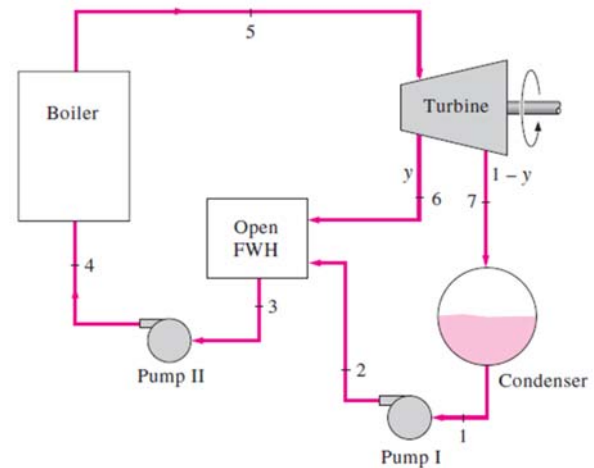 5
Boiler
Turbine
y
1 – y
6
7
Open
FWH
4
3
2
Pump II
Condenser
1
Pump I